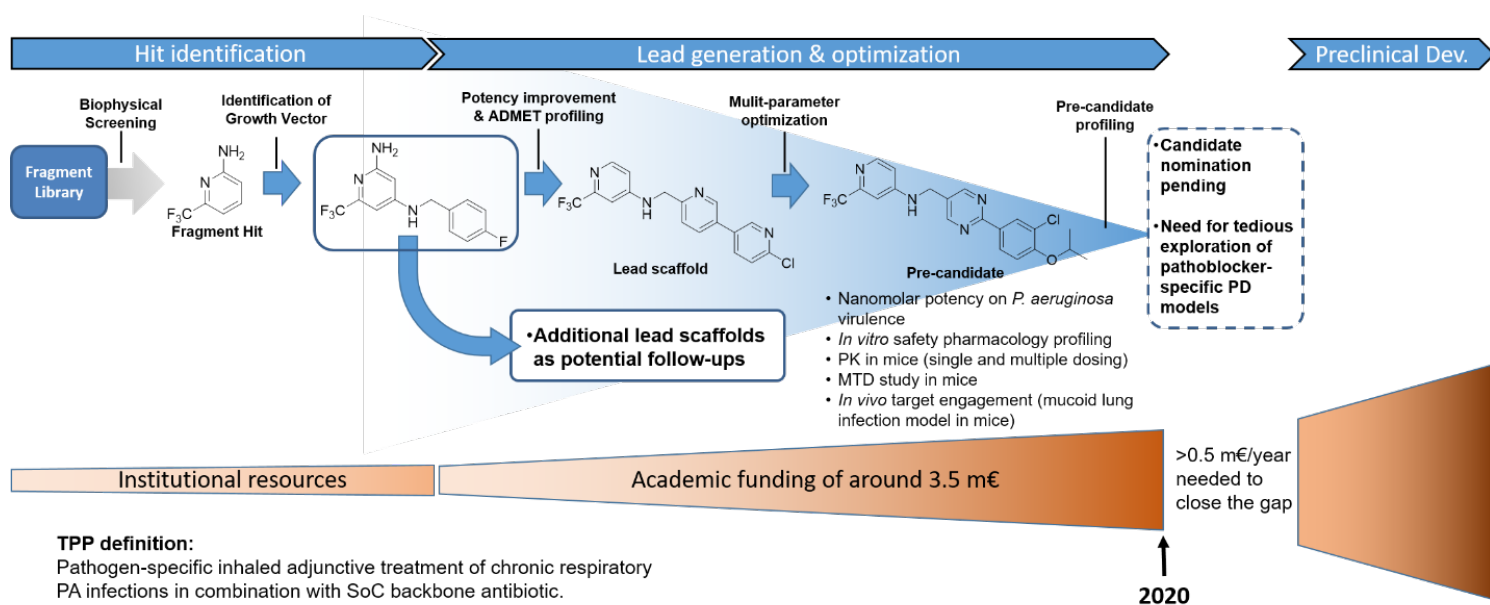 Hit identification
Lead generation & optimization
Preclinical Dev.
Biophysical
Screening
Identification of
Growth Vector
Potency improvement
& ADMET profiling
Mulit-parameter
optimization
Pre-candidate
profiling
Fragment
Library
NH2
N
F3C
Fragment Hit
NH2
N
F3C
N
H
F
N
F3C
N
H
N
N
Cl
Lead scaffold
N
F3C
N
H
N
N
Cl
O
Pre-candidate
•Candidate
nomination
pending
•Need for tedious
exploration of
pathoblocker-
specific PD
models
•Additional lead scaffolds
as potential follow-ups
• Nanomolar potency on P. aeruginosa
virulence
• In vitro safety pharmacology profiling
• PK in mice (single and multiple dosing)
• MTD study in mice
• In vivo target engagement (mucoid lung
infection model in mice)
Institutional resources
Academic funding of around 3.5 m€
>0.5 m€/year
needed to
close the gap
TPP definition:
Pathogen-specific inhaled adjunctive treatment of chronic respiratory
PA infections in combination with SoC backbone antibiotic.
2020